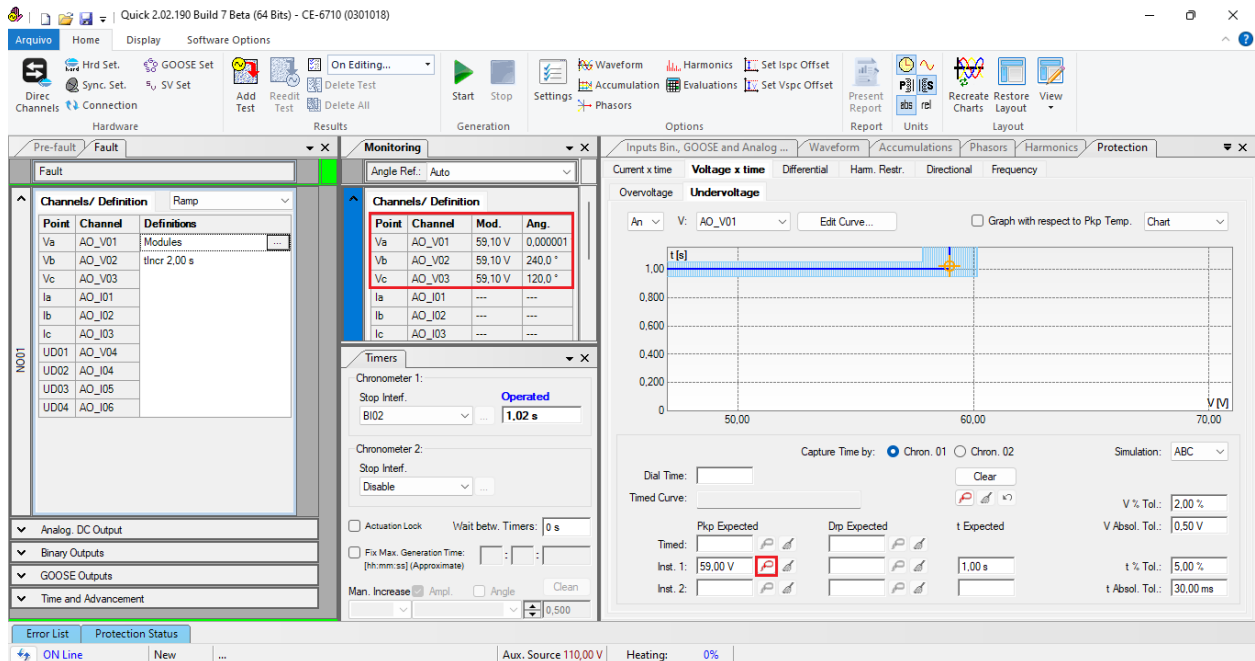 Quick 2.02.190 Build 7 Beta (64 Bits) - CE-6710 (0301018)
Arquivo Home Display Software Options
Direc Channels
Hrd Set.
Sync. Set.
Connection
GOOSE Set
SV Set
Hardware
Add Test
Reedit Test
On Editing...
Delete Test
Delete All
Results
Start
Stop
Generation
Settings
Waveform
Accumulation
Phasors
Harmonics
Evaluations
Set Ispc Offset
Set Vspc Offset
Options
Present Report
Report
abs rel
Units
Recreate Charts
Restore Layout
View
Layout
Pre-fault Fault
Fault
NO01
Channels/ Definition Ramp
Point Channel Definitions
Va AO_V01 Modules ...
Vb AO_V02 tIncr 2,00 s
Vc AO_V03
Ia AO_I01
Ib AO_I02
Ic AO_I03
UD01 AO_V04
UD02 AO_I04
UD03 AO_I05
UD04 AO_I06
Analog. DC Output
Binary Outputs
GOOSE Outputs
Time and Advancement
Monitoring
Angle Ref.: Auto
Channels/ Definition
Point Channel Mod. Ang.
Va AO_V01 59,10 V 0,000001
Vb AO_V02 59,10 V 240,0 °
Vc AO_V03 59,10 V 120,0 °
Ia AO_I01 --- ---
Ib AO_I02 --- ---
Ic AO_I03 --- ---
Timers
Chronometer 1:
Stop Interf. Operated
BI02 ... 1,02 s
Chronometer 2:
Stop Interf.
Disable ...
Actuation Lock Wait betw. Timers: 0 s
Fix Max. Generation Time:
[hh:mm:ss] (Approximate) : :
Man. Increase Ampl. Angle Clean
0,500
Inputs Bin., GOOSE and Analog ... Waveform Accumulations Phasors Harmonics Protection
Current x time Voltage x time Differential Harm. Restr. Directional Frequency
Overvoltage Undervoltage
An V: AO_V01 Edit Curve... Graph with respect to Pkp Temp. Chart
t [s]
1,00
0,800
0,600
0,400
0,200
0
50,00 60,00 70,00
V [V]
Capture Time by: Chron. 01 Chron. 02 Simulation: ABC
Dial Time: Clear
Timed Curve: V % Tol.: 2,00 %
Pkp Expected Drp Expected t Expected V Absol. Tol.: 0,50 V
Timed:
Inst. 1: 59,00 V 1,00 s t % Tol.: 5,00 %
Inst. 2: t Absol. Tol.: 30,00 ms
Error List Protection Status
ON Line New ... Aux. Source 110,00 V Heating: 0%